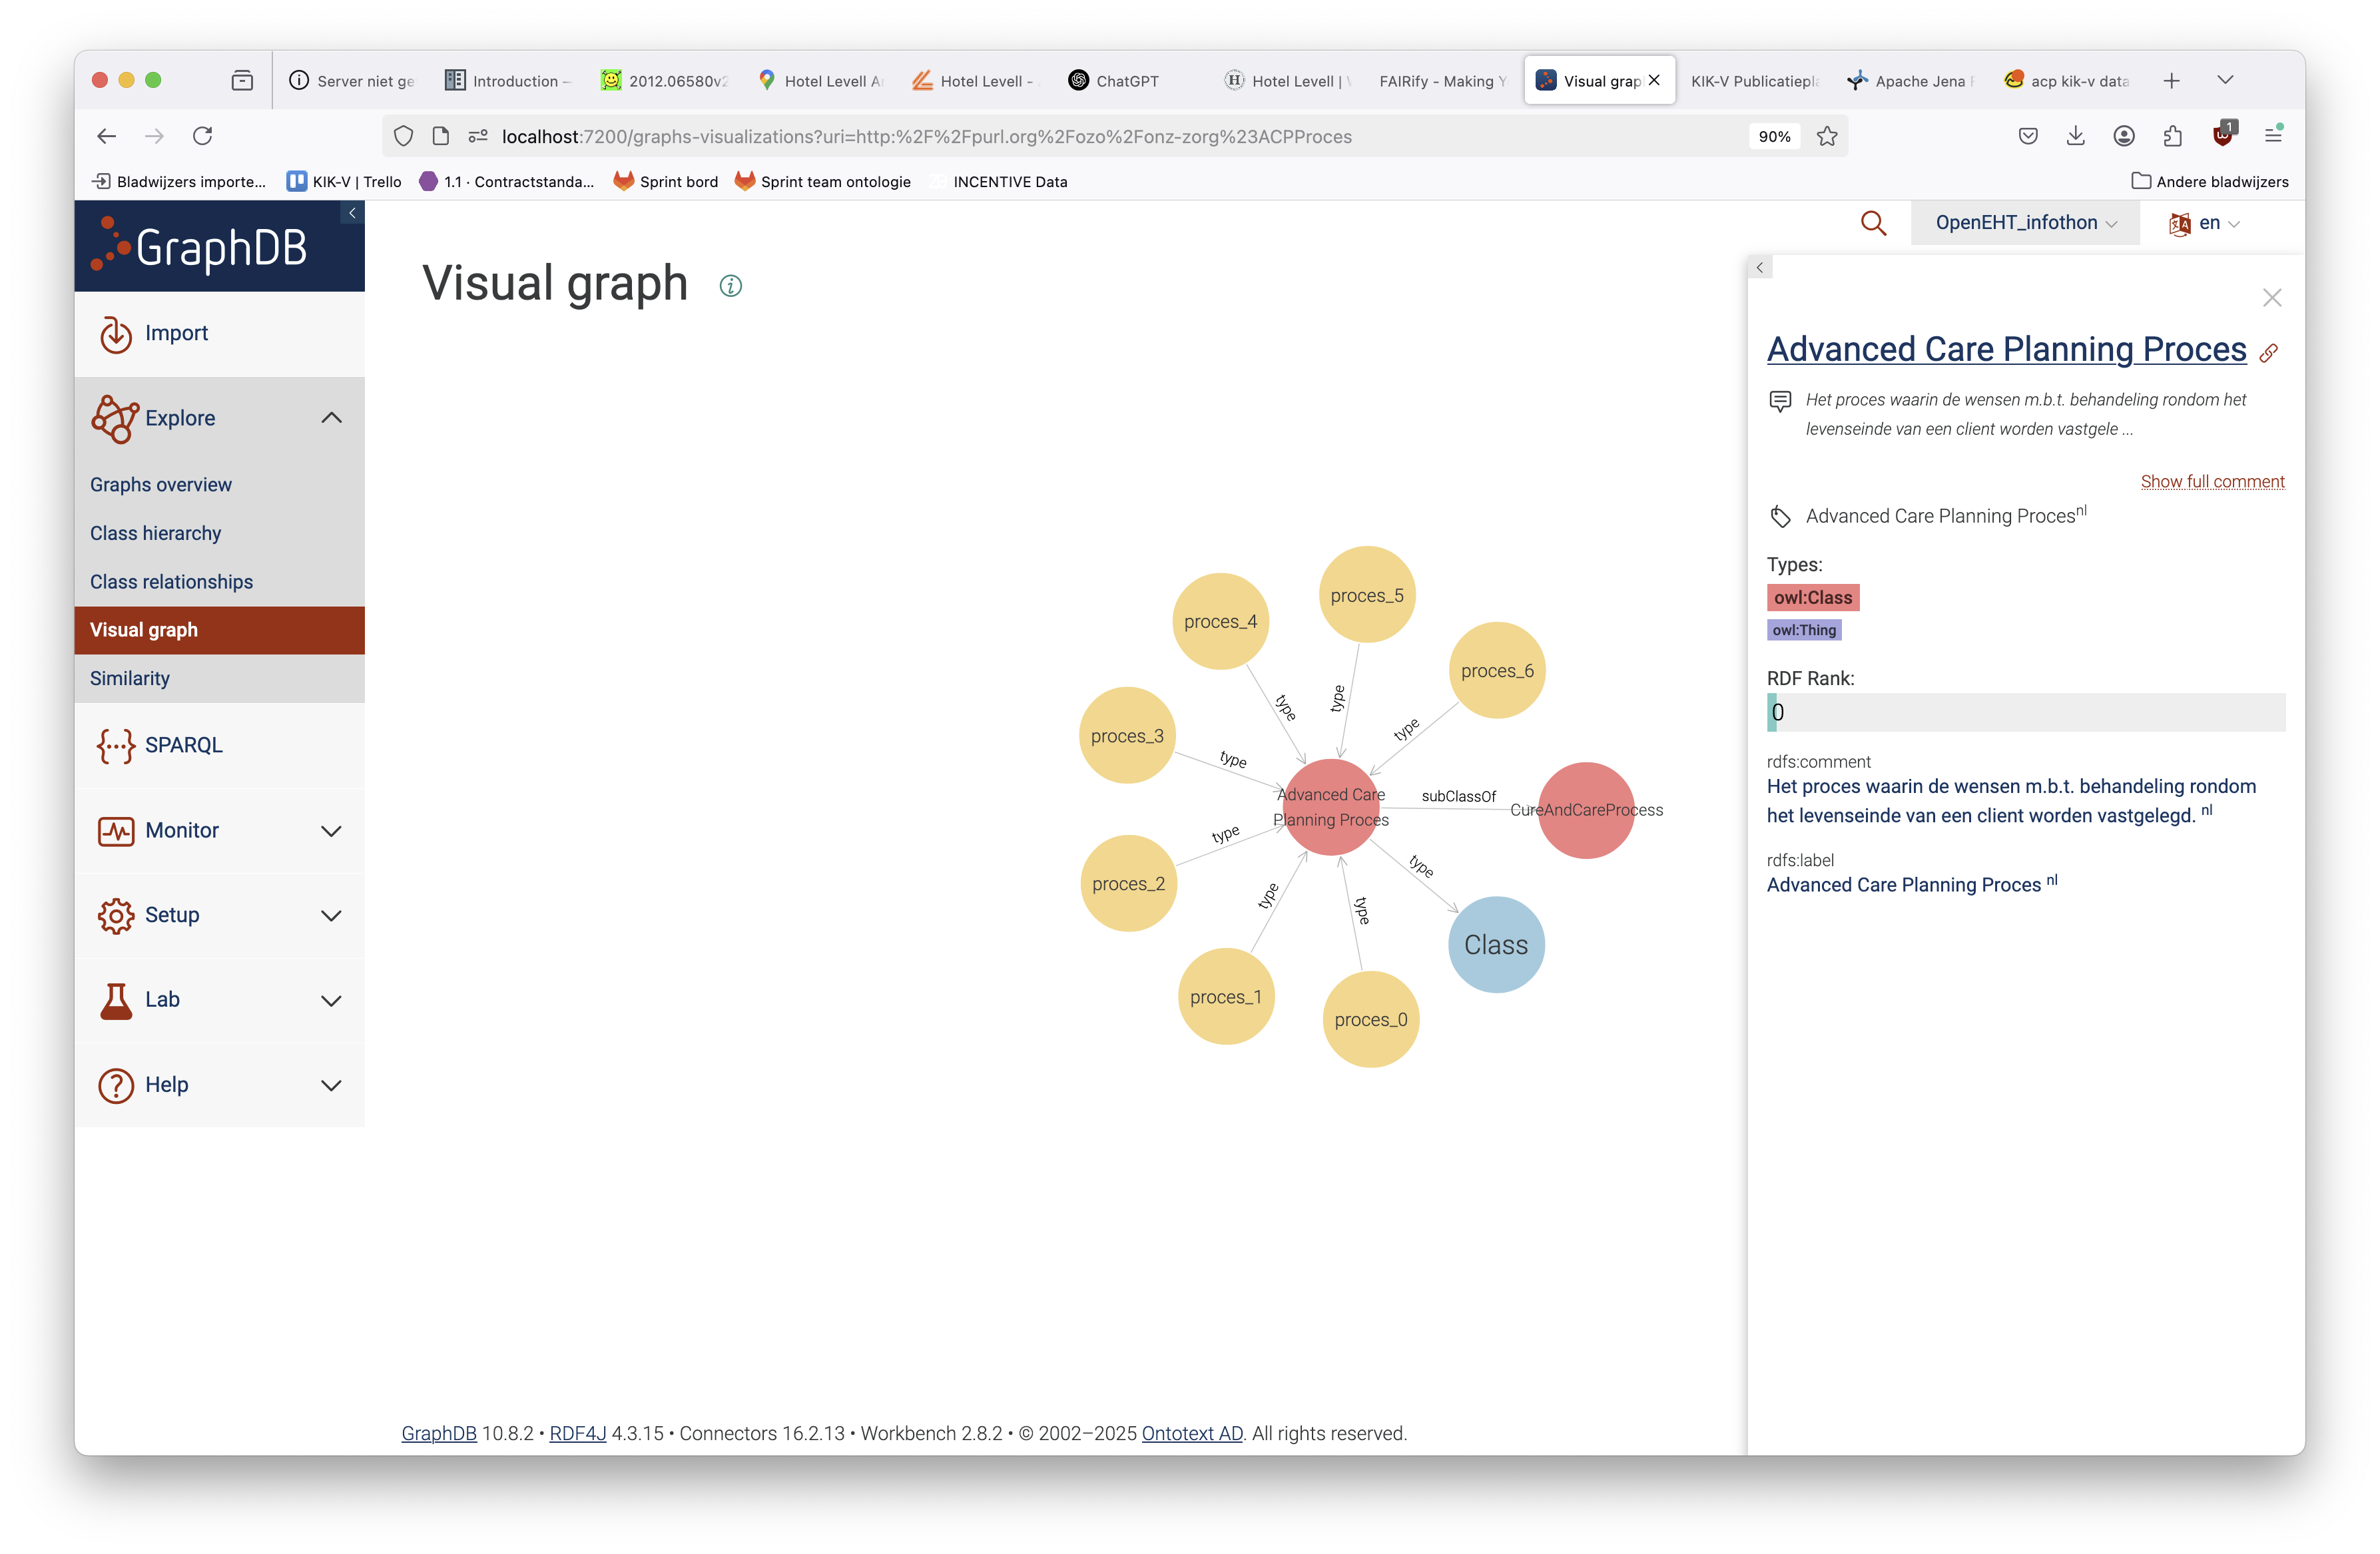 Server niet ge
Introduction –
2012.06580v2
Hotel Levell A
Hotel Levell -
ChatGPT
Hotel Levell |
FAIRify - Making Y
Visual grap
KIK-V Publicatiepla
Apache Jena F
acp kik-v data
localhost:7200/graphs-visualizations?uri=http:%2F%2Fpurl.org%2Fozo%2Fonz-zorg%23ACPProces
90%
1
Bladwijzers importe...
KIK-V | Trello
1.1 · Contractstanda...
Sprint bord
Sprint team ontologie
INCENTIVE Data
Andere bladwijzers
GraphDB
Import
Explore
Graphs overview
Class hierarchy
Class relationships
Visual graph
Similarity
SPARQL
Monitor
Setup
Lab
Help
OpenEHT_infothon
en
Visual graph
proces_5
proces_4
proces_6
proces_3
proces_2
proces_1
proces_0
type
type
type
type
type
type
type
type
subClassOf
Advanced Care
Planning Proces
CureAndCareProcess
Class
Advanced Care Planning Proces
Het proces waarin de wensen m.b.t. behandeling rondom het
levenseinde van een client worden vastgele ...
Show full comment
Advanced Care Planning Proces nl
Types:
owl:Class
owl:Thing
RDF Rank:
0
rdfs:comment
Het proces waarin de wensen m.b.t. behandeling rondom
het levenseinde van een client worden vastgelegd. nl
rdfs:label
Advanced Care Planning Proces nl
GraphDB 10.8.2 • RDF4J 4.3.15 • Connectors 16.2.13 • Workbench 2.8.2 • © 2002–2025 Ontotext AD. All rights reserved.